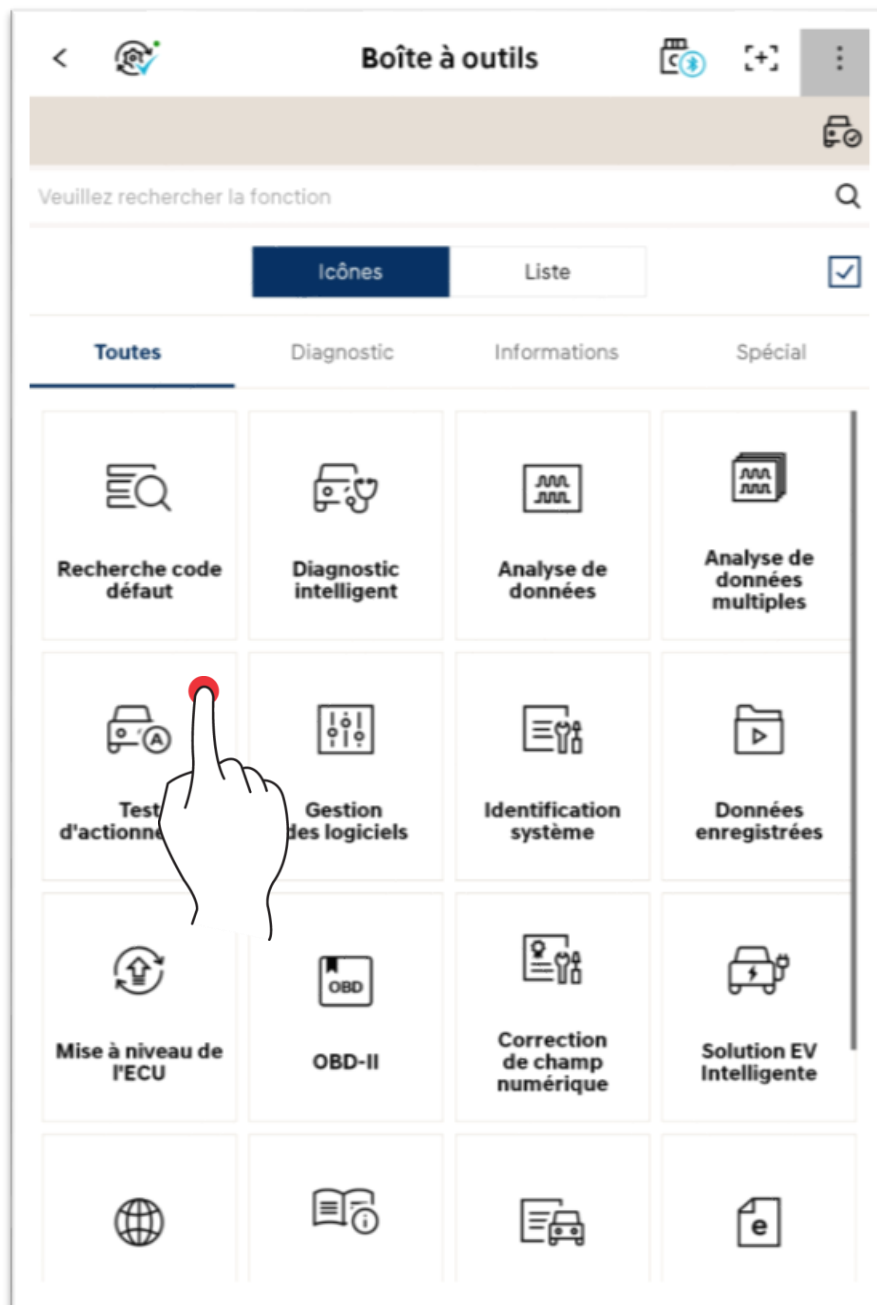 Boîte à outils
Veuillez rechercher la fonction
Icônes
Liste
Toutes
Diagnostic
Informations
Spécial
Recherche code
défaut
Diagnostic
intelligent
Analyse de
données
Analyse de
données
multiples
A
Test
Gestion
des logiciels
Identification
système
Données
enregistrées
Mise à niveau de
l'ECU
OBD
OBD-II
Correction
de champ
numérique
Solution EV
Intelligente
e